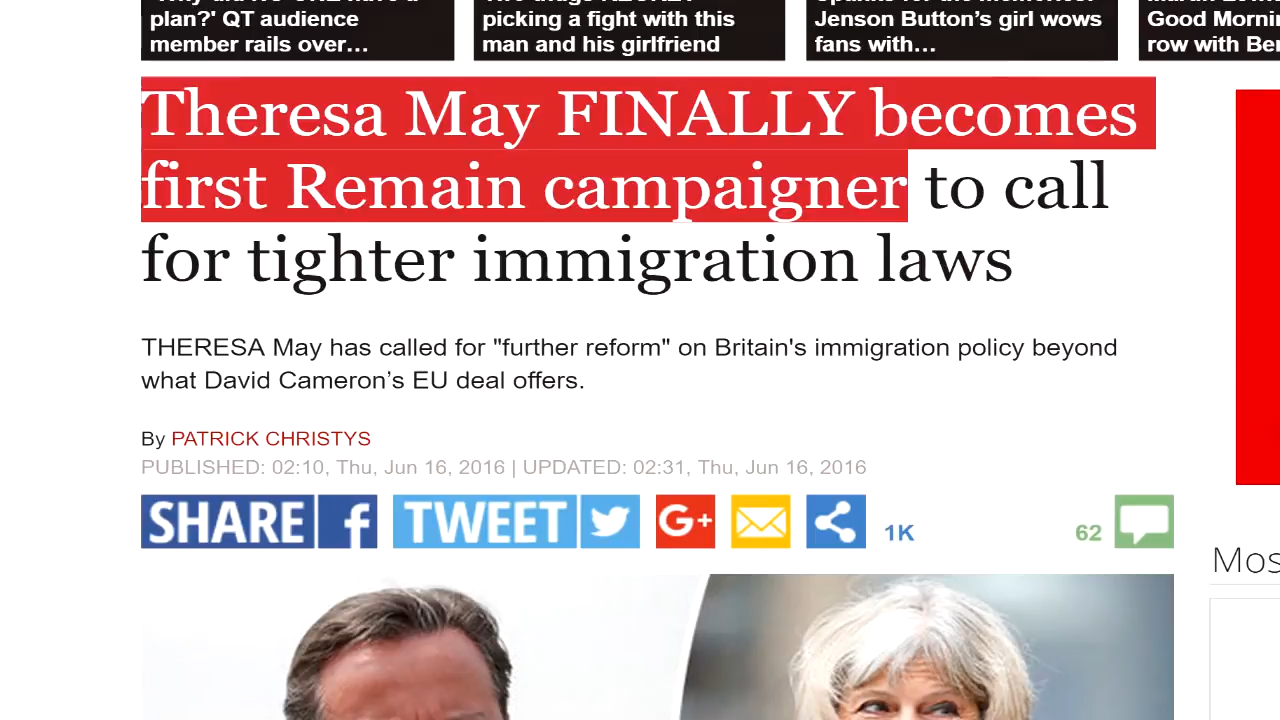 plan?' QT audience
member rails over…
picking a fight with this
man and his girlfriend
Jenson Button’s girl wows
fans with…
Good Mornin
row with Ber
Theresa May FINALLY becomes
first Remain campaigner to call
for tighter immigration laws
THERESA May has called for "further reform" on Britain's immigration policy beyond
what David Cameron’s EU deal offers.
By PATRICK CHRISTYS
PUBLISHED: 02:10, Thu, Jun 16, 2016 | UPDATED: 02:31, Thu, Jun 16, 2016
SHARE f TWEET G+ 1K 62
Mos